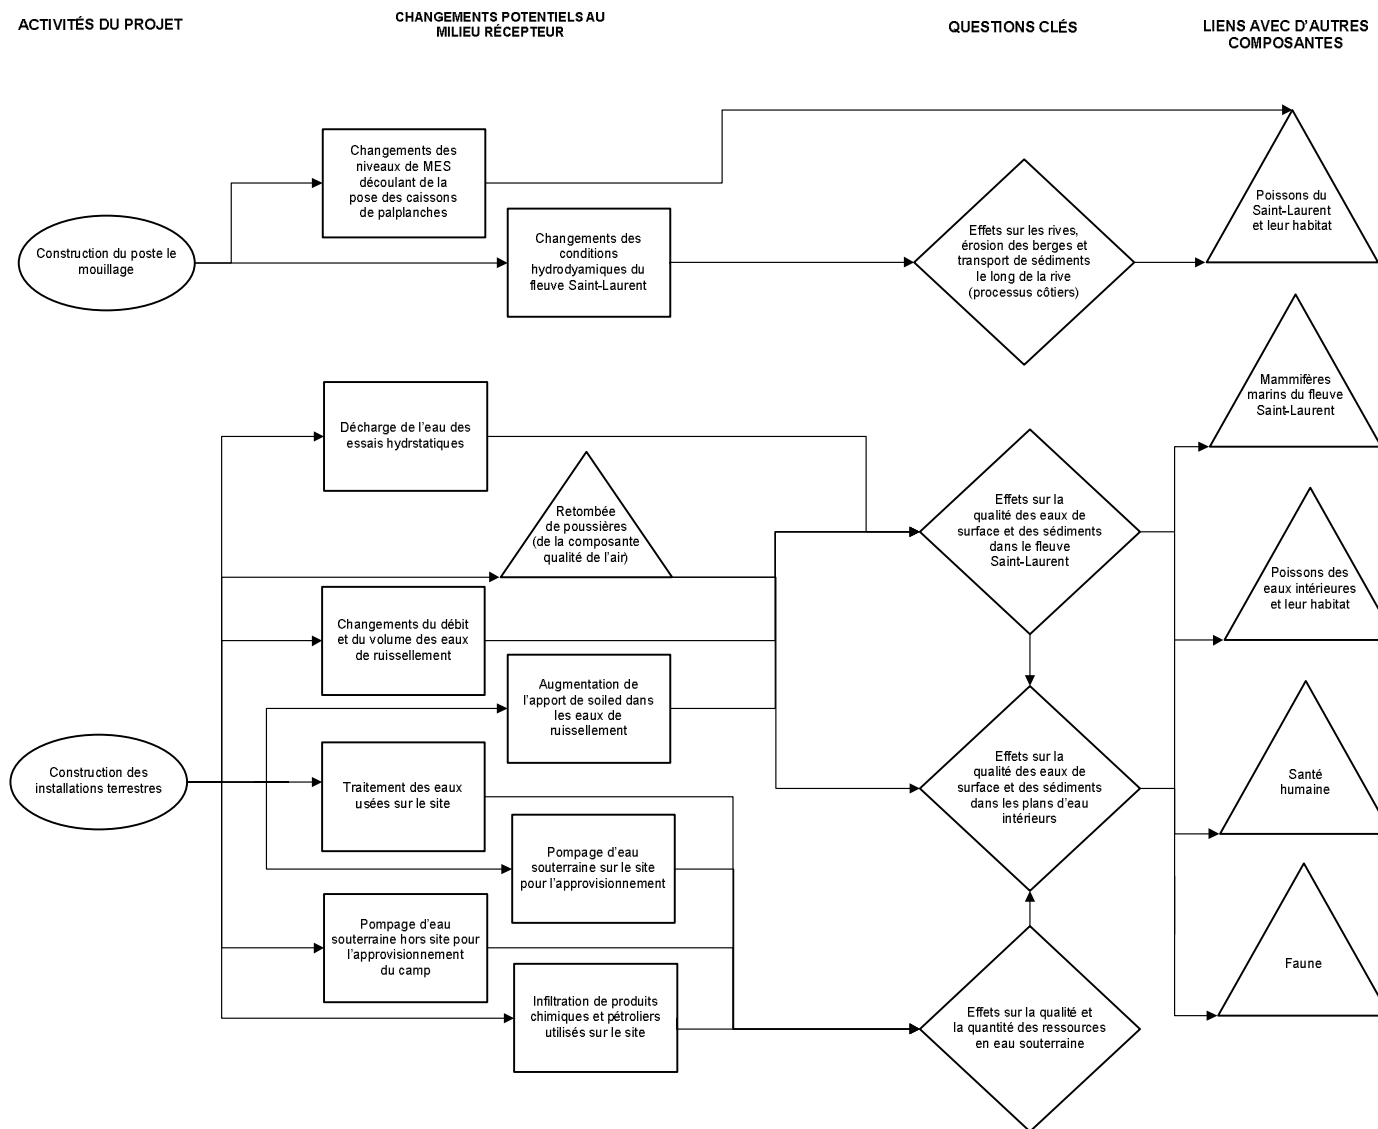 ACTIVITÉS DU PROJET
CHANGEMENTS POTENTIELS AU
MILIEU RÉCEPTEUR
QUESTIONS CLÉS
LIENS AVEC D'AUTRES
COMPOSANTES
Construction du poste le
mouillage
Changements des
niveaux de MES
découlant de la
pose des caissons
de palplanches
Changements des
conditions
hydrodyamiques du
fleuve Saint-Laurent
Effets sur les rives,
érosion des berges et
transport de sédiments
le long de la rive
(processus côtiers)
Poissons du
Saint-Laurent
et leur habitat
Mammifères
marins du fleuve
Saint-Laurent
Décharge de l'eau des
essais hydrstatiques
Retombée
de poussières
(de la composante
qualité de l'air)
Effets sur la
qualité des eaux de
surface et des sédiments
dans le fleuve
Saint-Laurent
Poissons des
eaux intérieures
et leur habitat
Changements du débit
et du volume des eaux
de ruissellement
Augmentation de
l'apport de soiled dans
les eaux de
ruissellement
Construction des
installations terrestres
Traitement des eaux
usées sur le site
Effets sur la
qualité des eaux de
surface et des sédiments
dans les plans d'eau
intérieurs
Santé
humaine
Pompage d'eau
souterraine sur le site
pour l'approvisionnement
Pompage d'eau
souterraine hors site pour
l'approvisionnement
du camp
Infiltration de produits
chimiques et pétroliers
utilisés sur le site
Effets sur la qualité et
la quantité des ressources
en eau souterraine
Faune